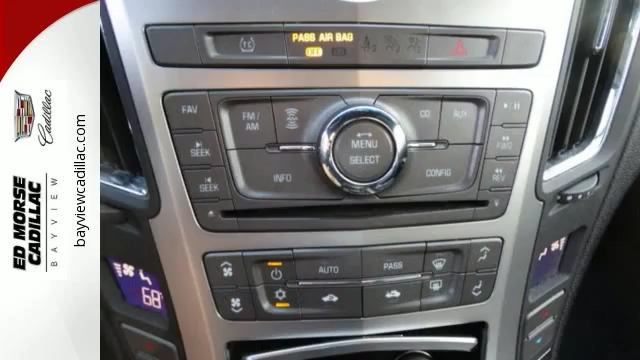 PASS AIR BAG
OFF
TC
FAV
FM / AM
CD
AUX
SEEK
MENU
SELECT
FWD
SEEK
INFO
CONFIG
REV
AUTO
PASS
68°
Cadillac
ED MORSE
CADILLAC
BAYVIEW
bayviewcadillac.com